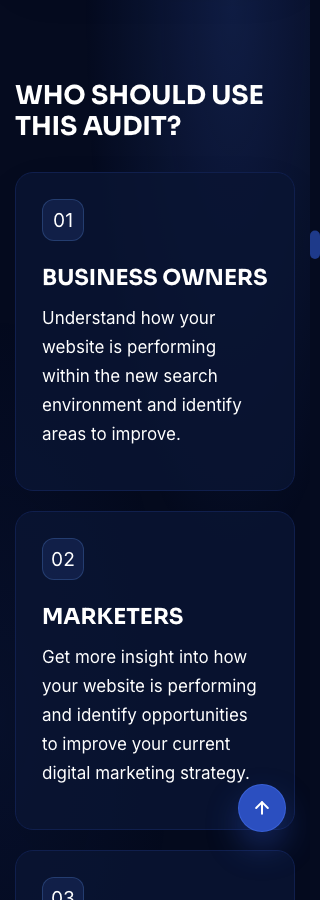 WHO SHOULD USE
THIS AUDIT?
01
BUSINESS OWNERS
Understand how your
website is performing
within the new search
environment and identify
areas to improve.
02
MARKETERS
Get more insight into how
your website is performing
and identify opportunities
to improve your current
digital marketing strategy.
03